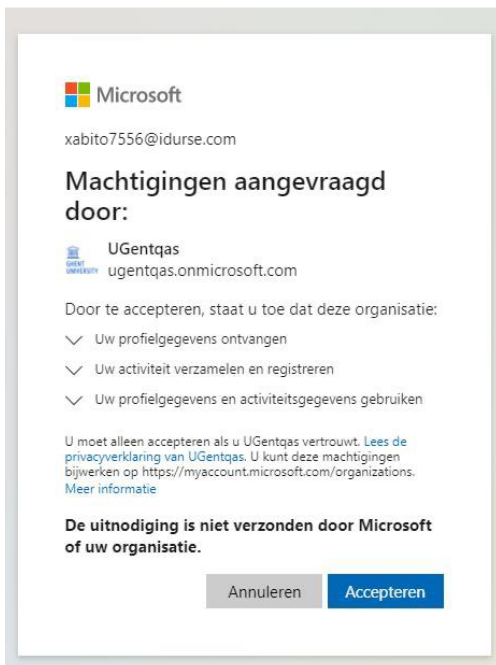 Microsoft
xabito7556@idurse.com
Machtigingen aangevraagd
door:
UGentqas
GHENT
UNIVERSITY
ugentqas.onmicrosoft.com
Door te accepteren, staat u toe dat deze organisatie:
Uw profielgegevens ontvangen
Uw activiteit verzamelen en registreren
Uw profielgegevens en activiteitsgegevens gebruiken
U moet alleen accepteren als u UGentqas vertrouwt. Lees de
privacyverklaring van UGentqas. U kunt deze machtigingen
bijwerken op https://myaccount.microsoft.com/organizations.
Meer informatie
De uitnodiging is niet verzonden door Microsoft
of uw organisatie.
Annuleren
Accepteren